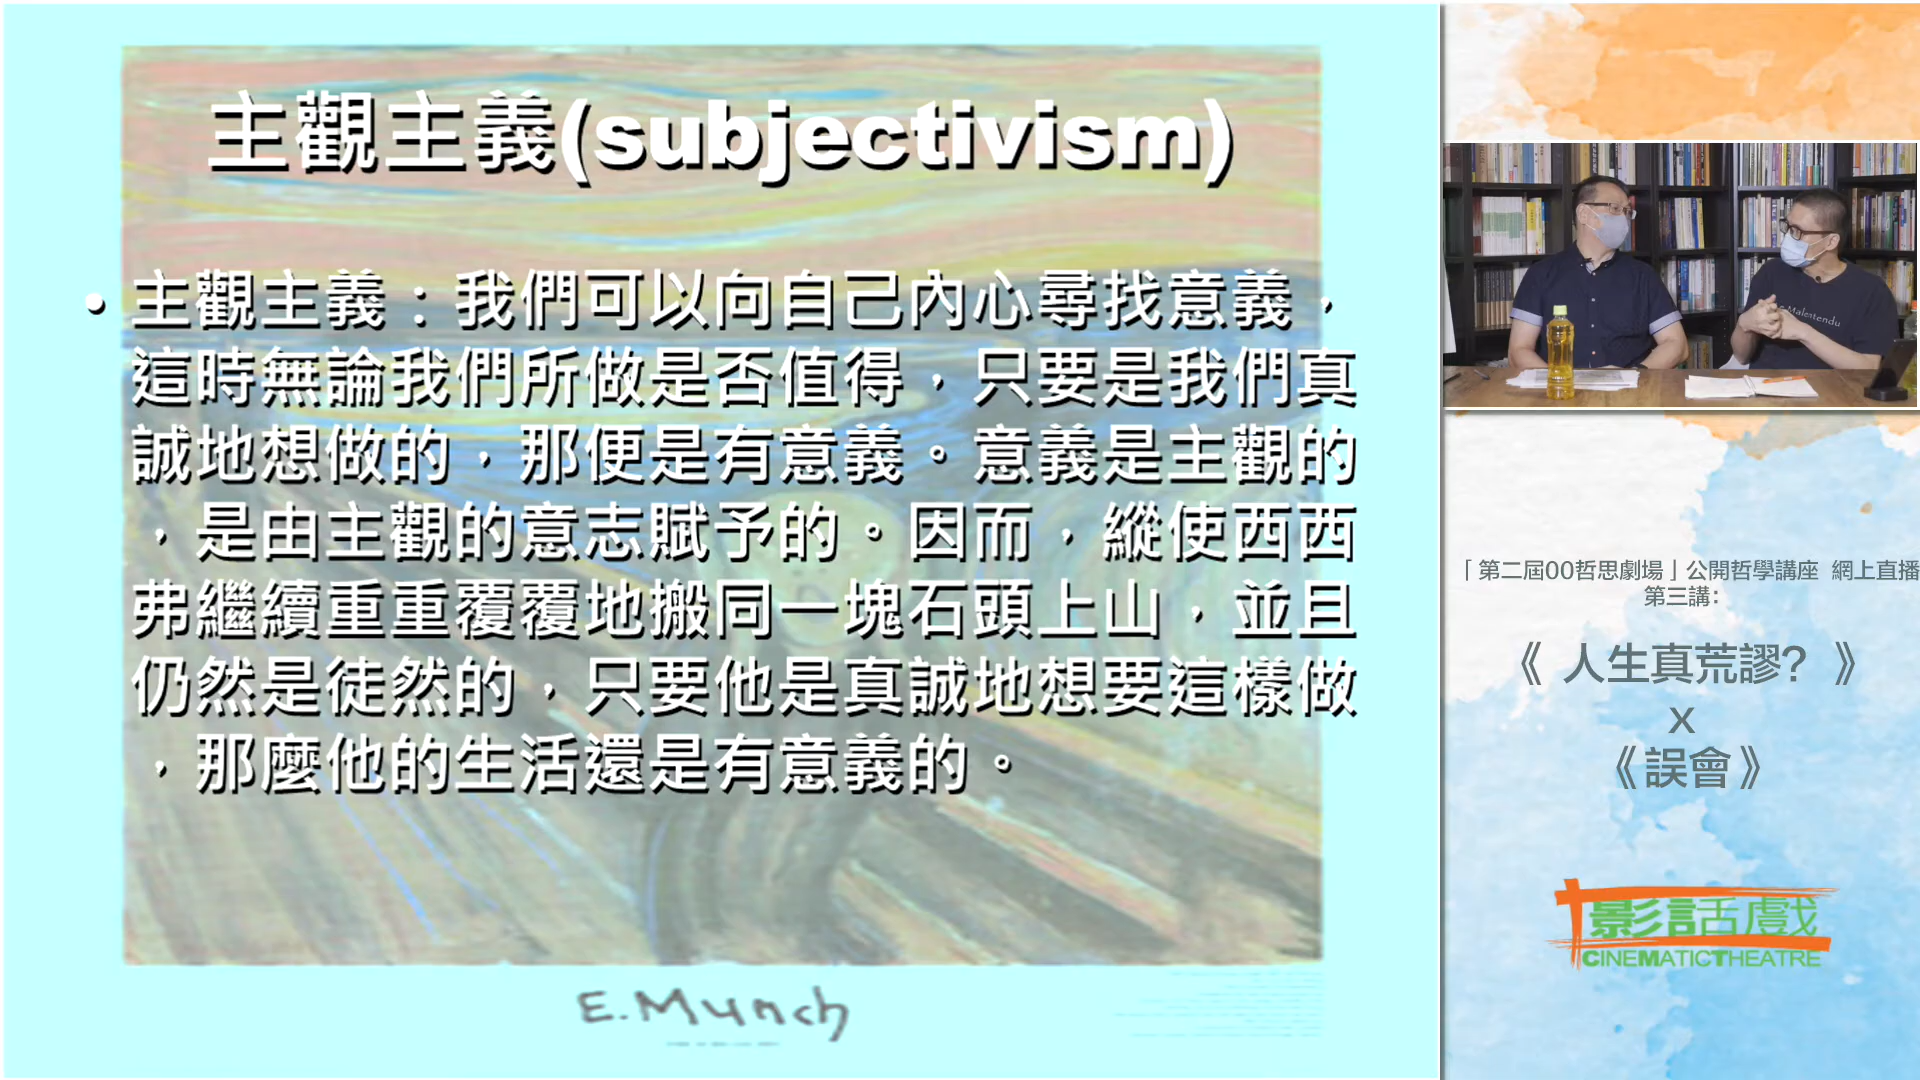 主觀主義(subjectivism)
• 主觀主義：我們可以向自己內心尋找意義，
這時無論我們所做是否值得，只要是我們真
誠地想做的，那便是有意義。意義是主觀的
，是由主觀的意志賦予的。因而，縱使西西
弗繼續重重覆覆地搬同一塊石頭上山，並且
仍然是徒然的，只要他是真誠地想要這樣做
，那麼他的生活還是有意義的。
E.Munch
Malentendu
「第二屆00哲思劇場」公開哲學講座 網上直播
第三講:
《 人生真荒謬? 》
x
《誤會》
影話戲
CINEMATICTHEATRE